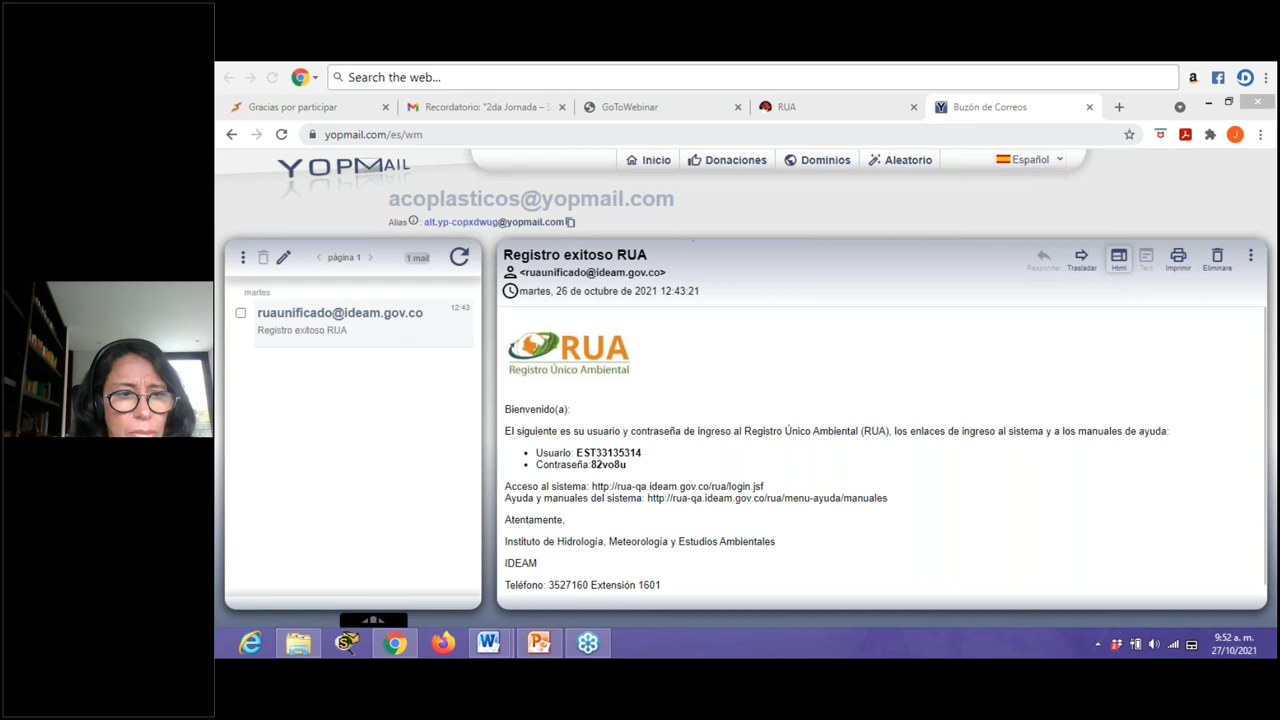 Search the web...
Gracias por participar
Recordatorio: "2da Jornada – S
GoToWebinar
RUA
Buzón de Correos
yopmail.com/es/wm
YOPMAIL
Inicio
Donaciones
Dominios
Aleatorio
Español
acoplasticos@yopmail.com
Alias : alt.yp-copxdwug@yopmail.com
página 1
1 mail
martes
ruaunificado@ideam.gov.co
12:43
Registro exitoso RUA
Registro exitoso RUA
<ruaunificado@ideam.gov.co>
martes, 26 de octubre de 2021 12:43:21
Responder
Trasladar
Html
Text
Imprimir
Eliminare
RUA
Registro Único Ambiental
Bienvenido(a):
El siguiente es su usuario y contraseña de ingreso al Registro Único Ambiental (RUA), los enlaces de ingreso al sistema y a los manuales de ayuda:
• Usuario: EST33135314
• Contraseña:82vo8u
Acceso al sistema: http://rua-qa.ideam.gov.co/rua/login.jsf
Ayuda y manuales del sistema: http://rua-qa.ideam.gov.co/rua/menu-ayuda/manuales
Atentamente,
Instituto de Hidrología, Meteorología y Estudios Ambientales
IDEAM
Teléfono: 3527160 Extensión 1601
9:52 a. m.
27/10/2021